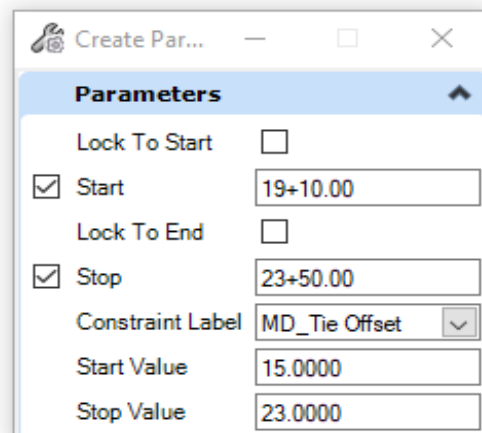 Create Par...
Parameters
Lock To Start
Start 19+10.00
Lock To End
Stop 23+50.00
Constraint Label MD_Tie Offset
Start Value 15.0000
Stop Value 23.0000